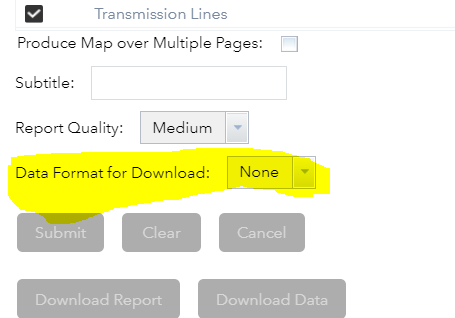 Transmission Lines
Produce Map over Multiple Pages:
Subtitle:
Report Quality: Medium
Data Format for Download: None
Submit Clear Cancel
Download Report Download Data